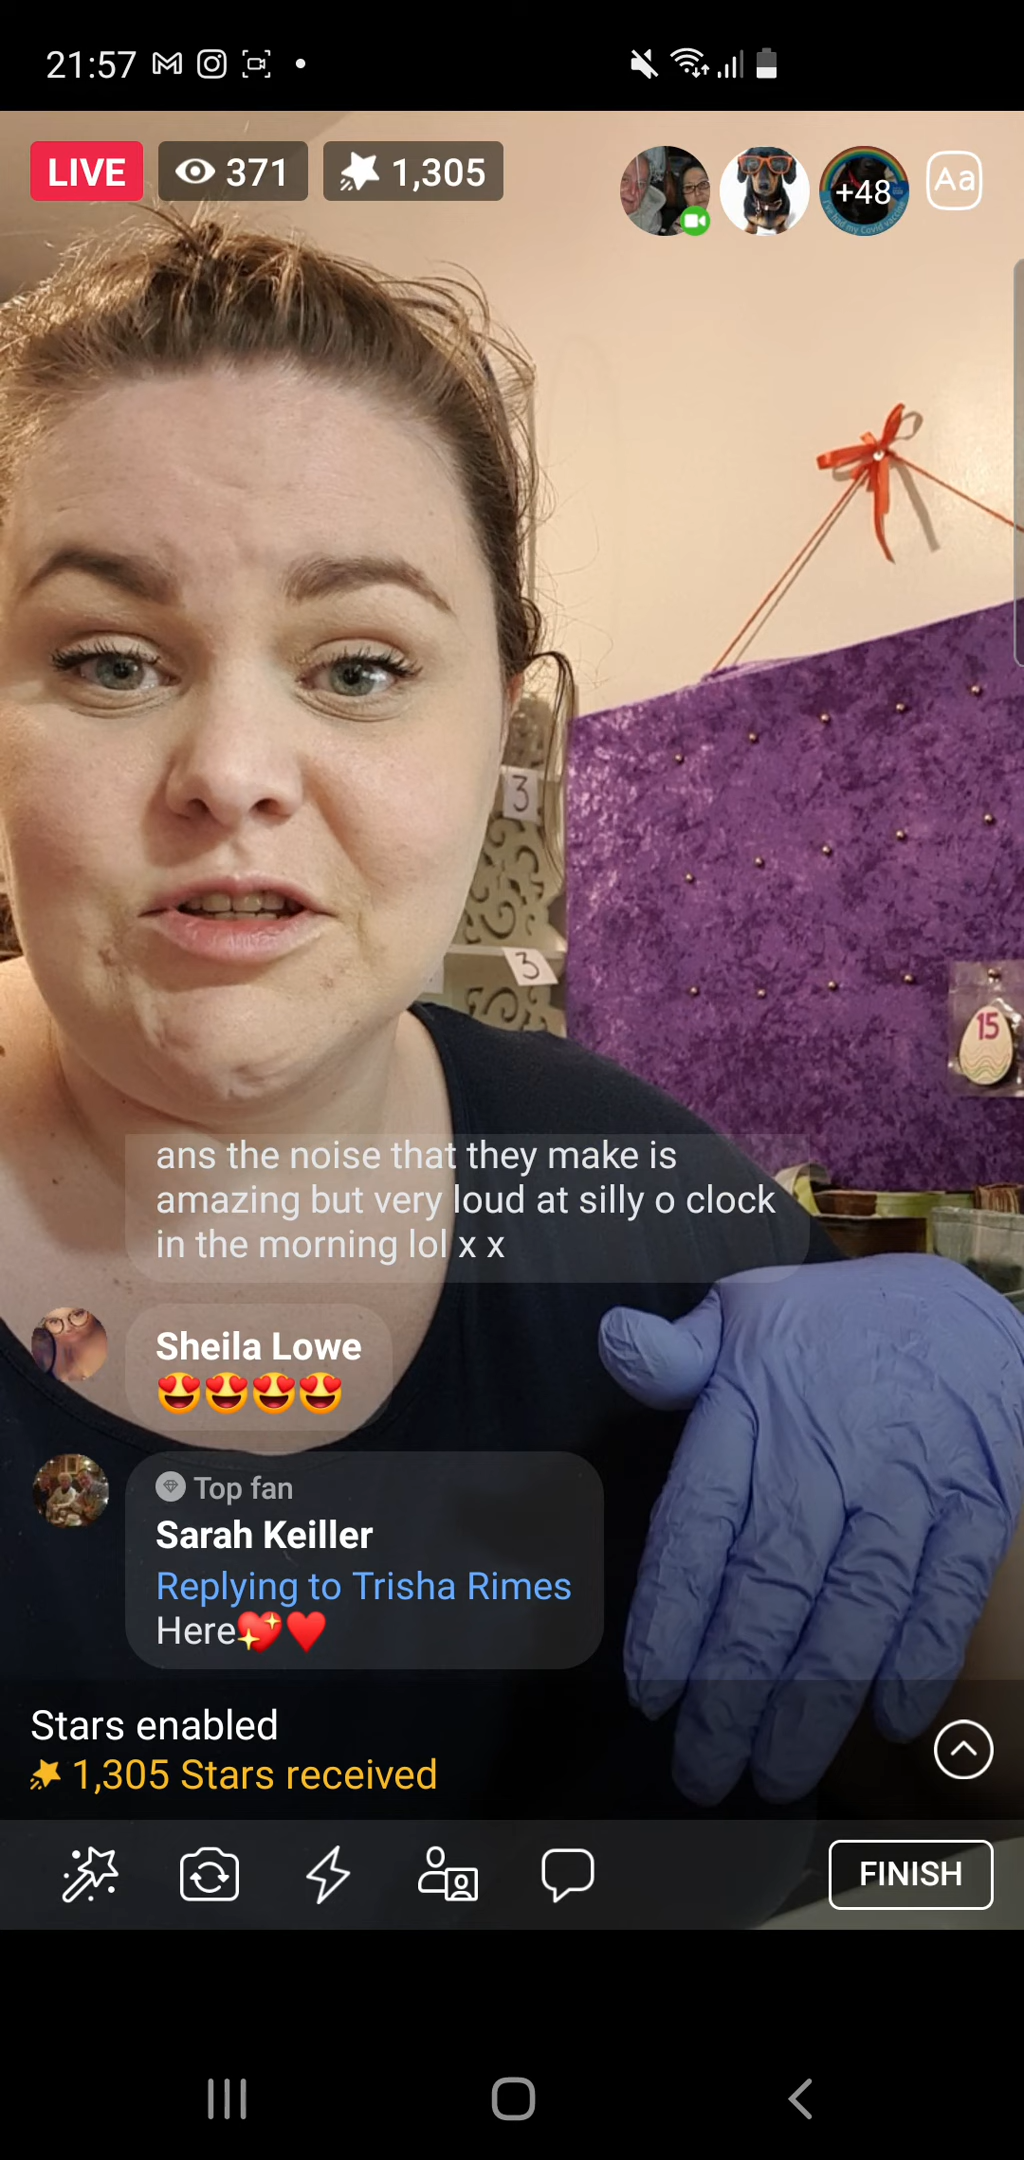 21:57
LIVE 371 1,305
+48 Aa
3
3
15
ans the noise that they make is
amazing but very loud at silly o clock
in the morning lol x x
Sheila Lowe
😍😍😍😍
Top fan
Sarah Keiller
Replying to Trisha Rimes
Here💖♥️
Stars enabled
1,305 Stars received
FINISH